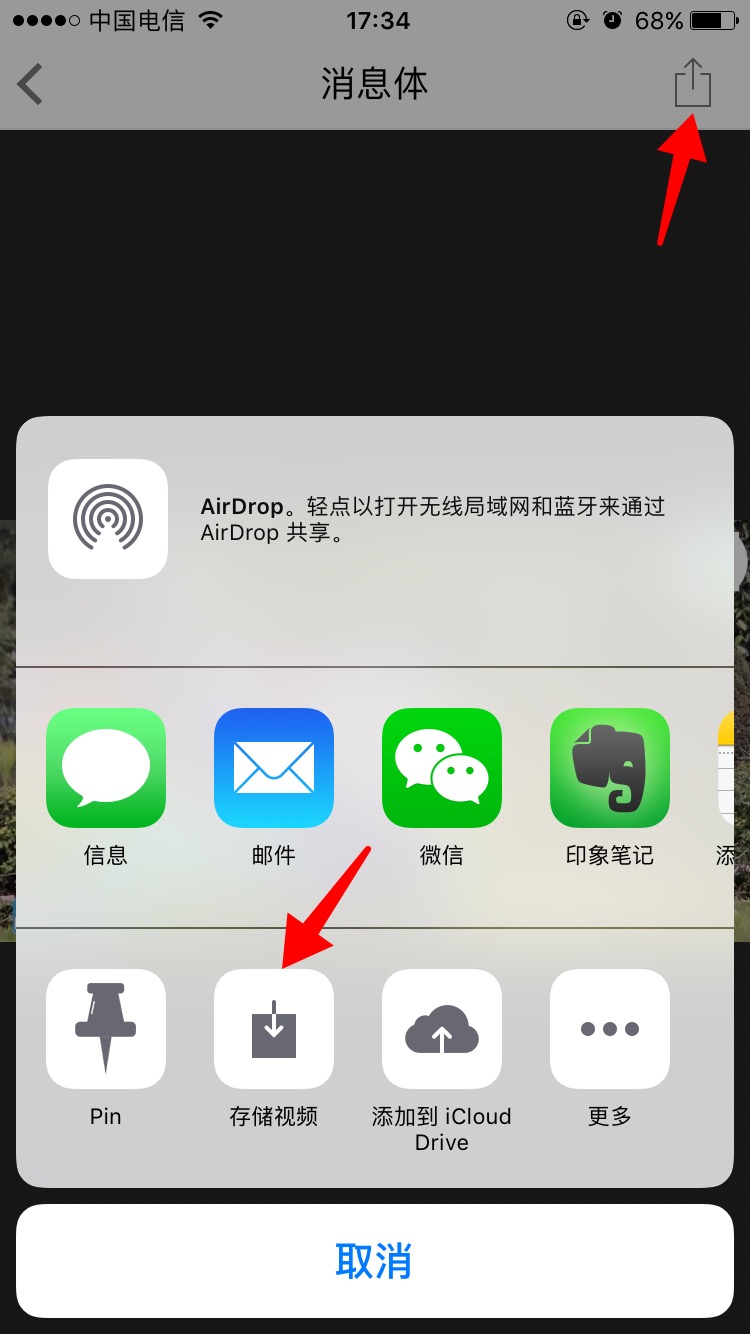 中国电信 17:34 68%
消息体
AirDrop。轻点以打开无线局域网和蓝牙来通过
AirDrop 共享。
信息 邮件 微信 印象笔记 添
Pin 存储视频 添加到 iCloud 更多
Drive
取消